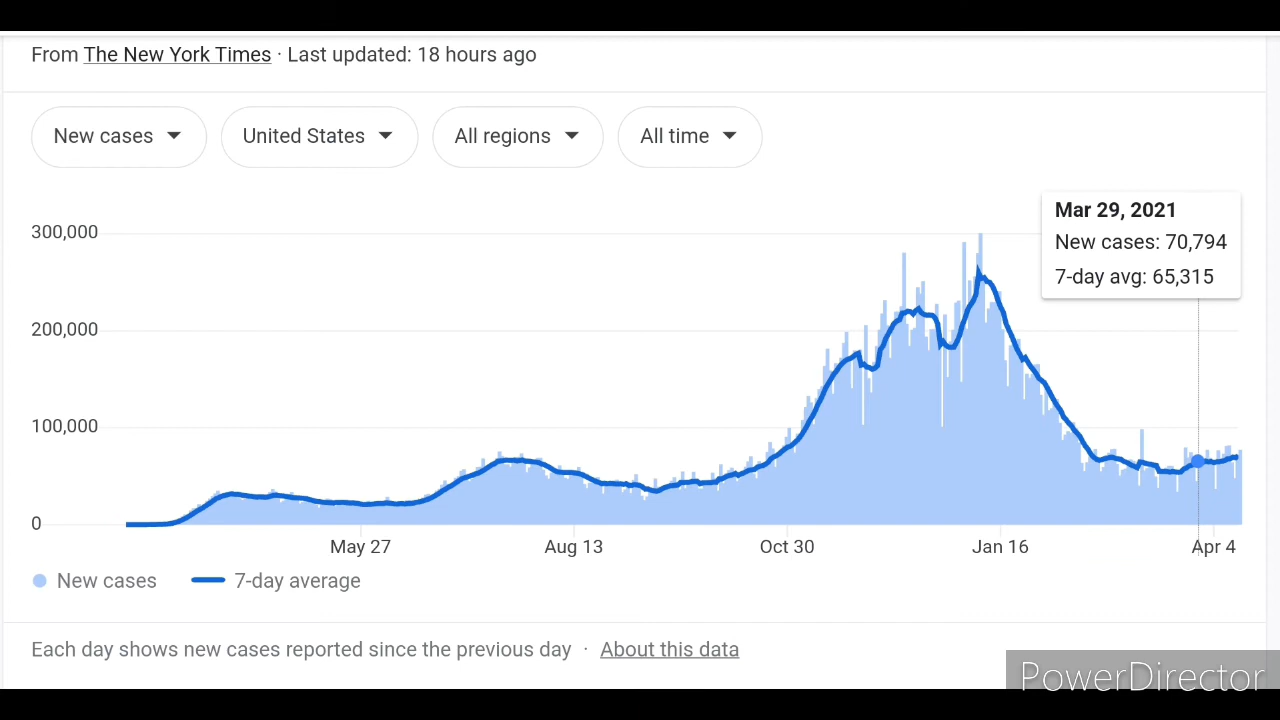 From The New York Times · Last updated: 18 hours ago
New cases United States All regions All time
Mar 29, 2021
New cases: 70,794
7-day avg: 65,315
300,000
200,000
100,000
0
May 27 Aug 13 Oct 30 Jan 16 Apr 4
New cases 7-day average
Each day shows new cases reported since the previous day · About this data
PowerDirector